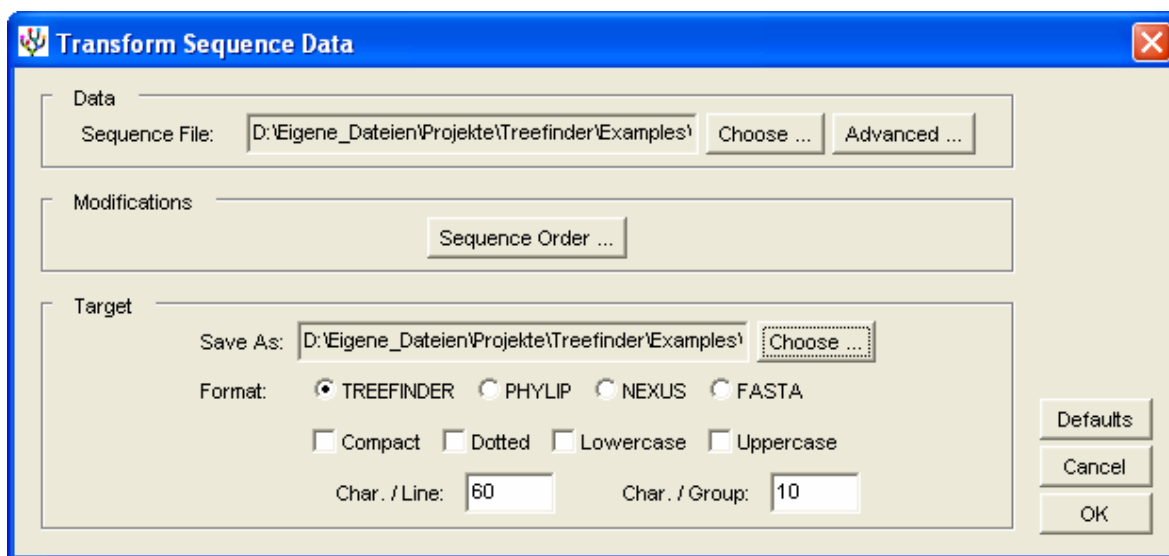 Transform Sequence Data
Data
Sequence File: D:\Eigene_Dateien\Projekte\Treefinder\Examples\ Choose ... Advanced ...
Modifications
Sequence Order ...
Target
Save As: D:\Eigene_Dateien\Projekte\Treefinder\Examples\ Choose ...
Format: TREEFINDER PHYLIP NEXUS FASTA
Compact Dotted Lowercase Uppercase
Char. / Line: 60 Char. / Group: 10
Defaults
Cancel
OK